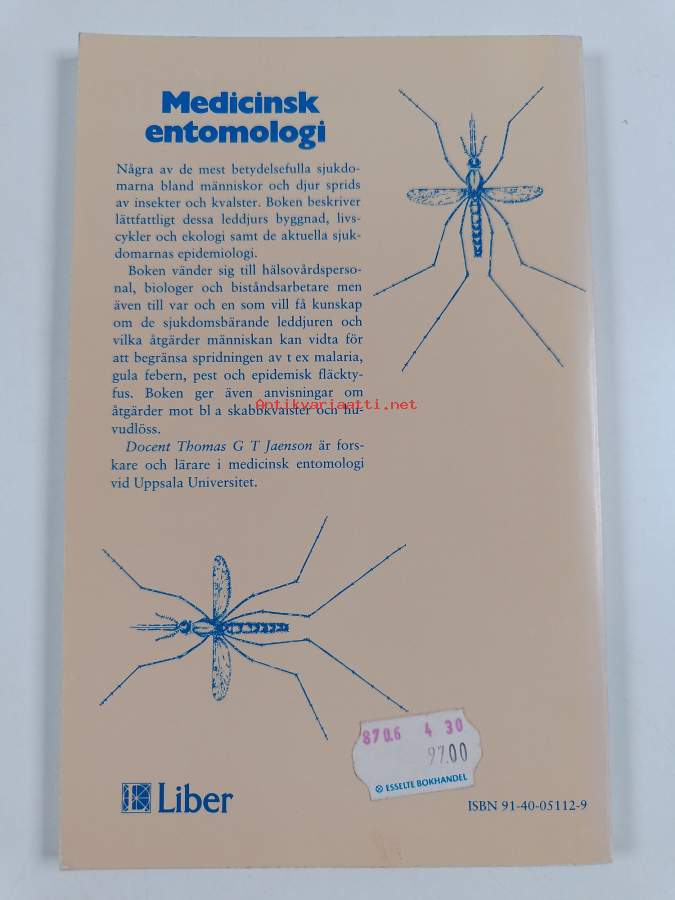 Medicinsk
entomologi
Några av de mest betydelsefulla sjukdo-
marna bland människor och djur sprids
av insekter och kvalster. Boken beskriver
lättfattligt dessa leddjurs byggnad, livs-
cykler och ekologi samt de aktuella sjuk-
domarnas epidemiologi.
Boken vänder sig till hälsovårdsperso-
nal, biologer och biståndsarbetare men
även till var och en som vill få kunskap
om de sjukdomsbärande leddjuren och
vilka åtgärder människan kan vidta för
att begränsa spridningen av t ex malaria,
gula febern, pest och epidemisk fläckty-
fus. Boken ger även anvisningar om
åtgärder mot bl a skabbkvalster och hu-
vudlöss.
Antikvariaatti.net
Docent Thomas G T Jaenson är fors-
kare och lärare i medicinsk entomologi
vid Uppsala Universitet.
8706 4 30
97.00
ESSELTE BOKHANDEL
Liber
ISBN 91-40-05112-9